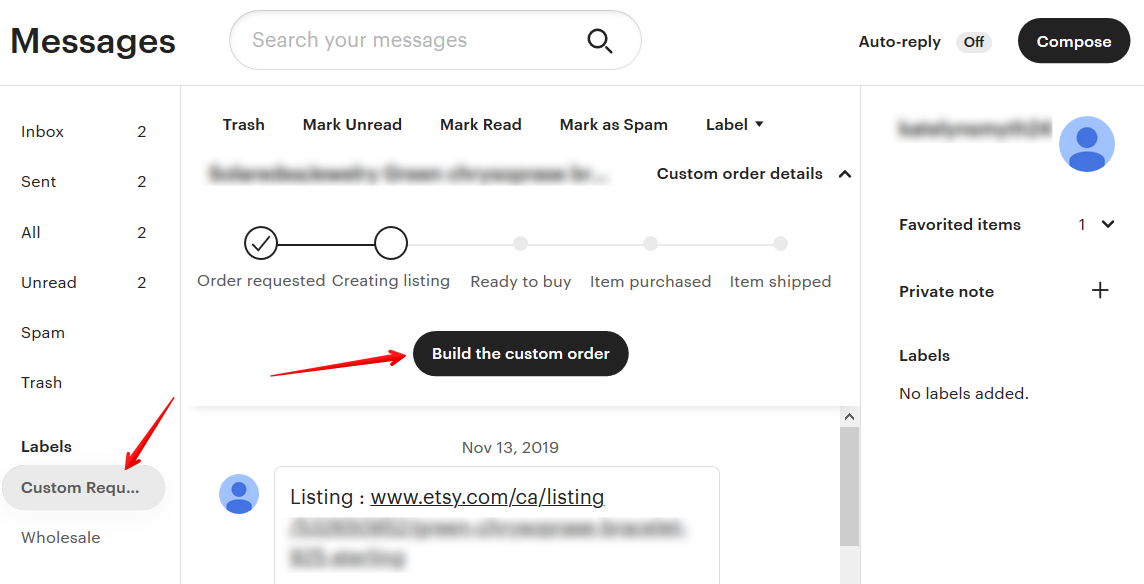 Messages
Search your messages
Auto-reply Off
Compose
Inbox 2
Sent 2
All 2
Unread 2
Spam
Trash
Labels
Custom Requ...
Wholesale
Trash Mark Unread Mark Read Mark as Spam Label
Custom order details
Order requested Creating listing Ready to buy Item purchased Item shipped
Build the custom order
Nov 13, 2019
Listing : www.etsy.com/ca/listing
Favorited items 1
Private note +
Labels
No labels added.